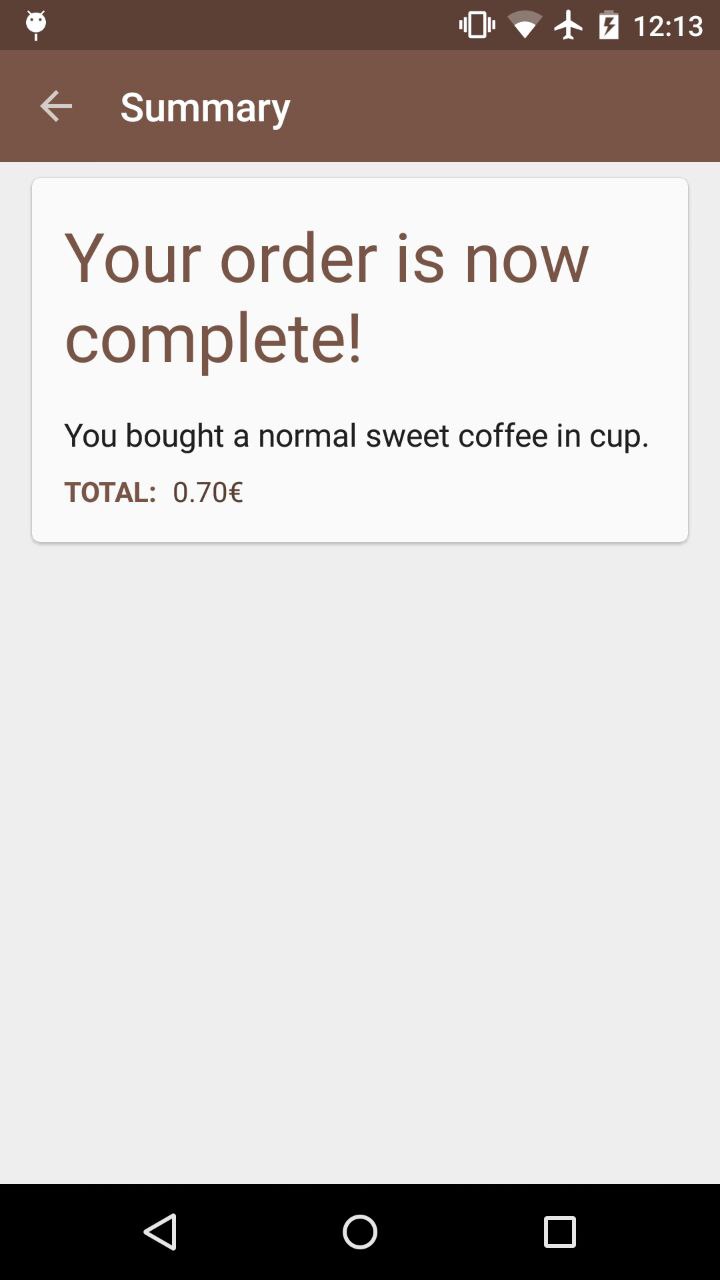 12:13
Summary
Your order is now
complete!
You bought a normal sweet coffee in cup.
TOTAL: 0.70€